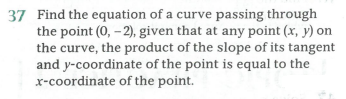 37 Find the equation of a curve passing through
the point (0, – 2), given that at any point (x, y) on
the curve, the product of the slope of its tangent
and y-coordinate of the point is equal to the
x-coordinate of the point.